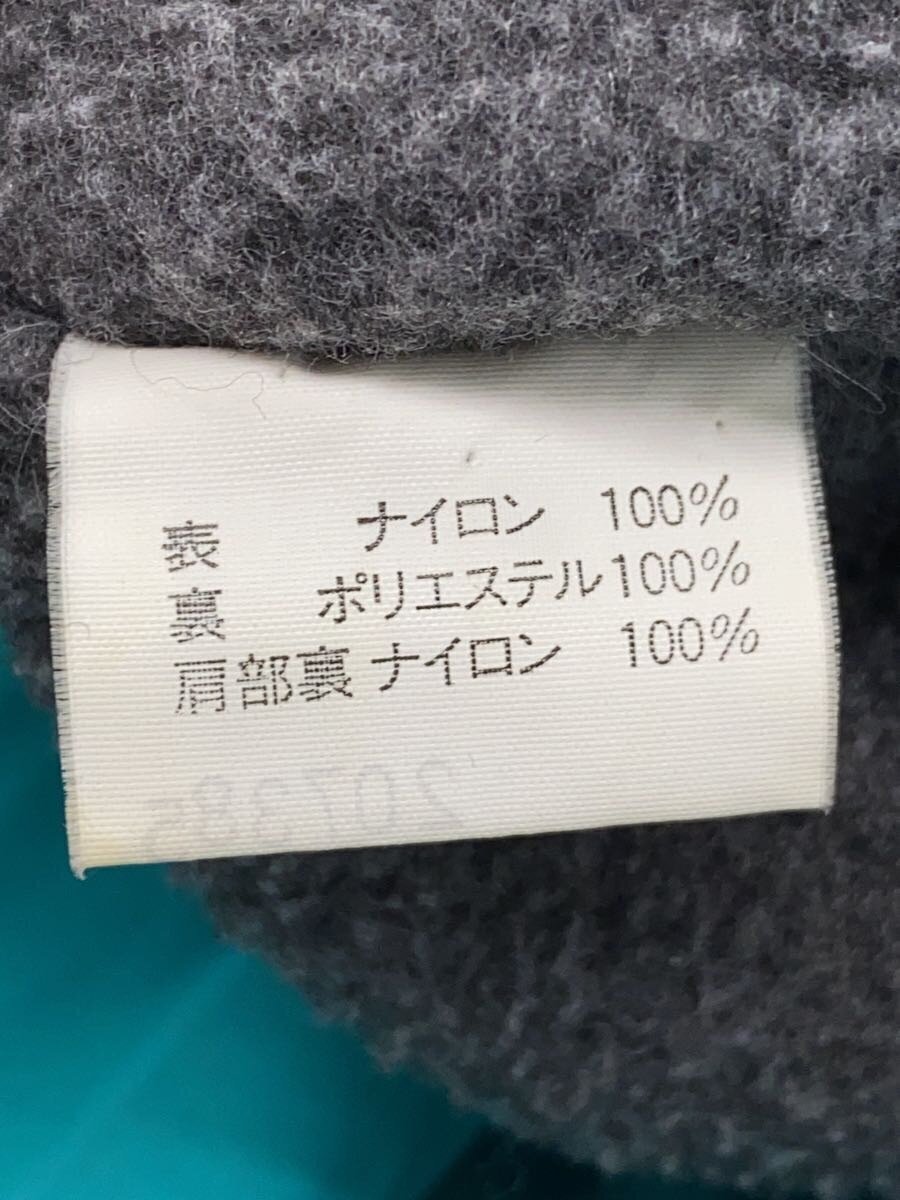 表 ナイロン 100%
裏 ポリエステル100%
肩部裏 ナイロン 100%